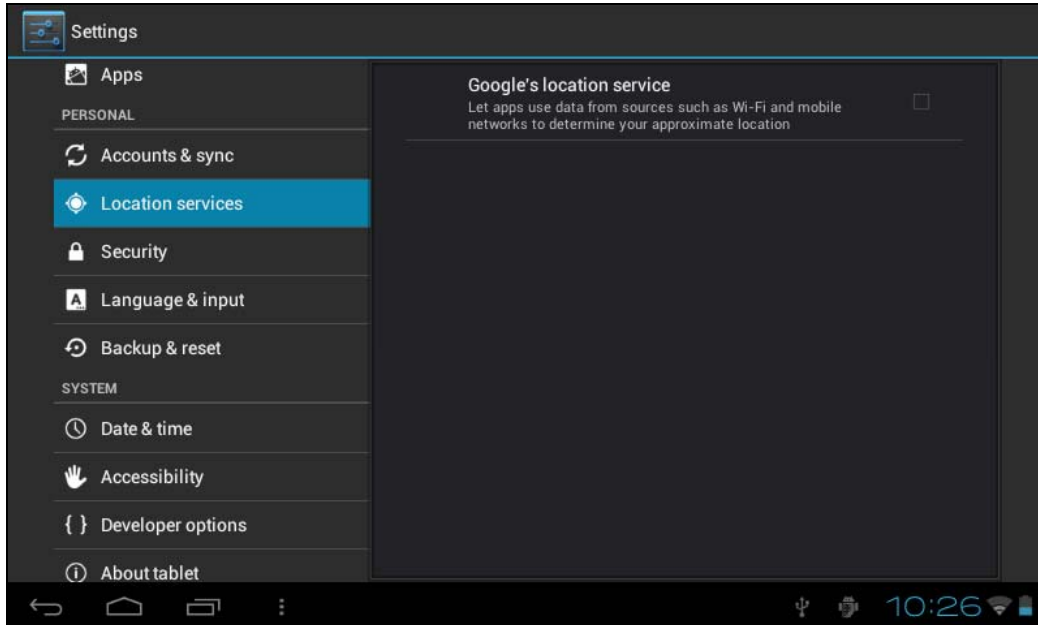 Settings
Apps
PERSONAL
Accounts & sync
Location services
Security
Language & input
Backup & reset
SYSTEM
Date & time
Accessibility
{ } Developer options
About tablet
Google's location service
Let apps use data from sources such as Wi-Fi and mobile
networks to determine your approximate location
10:26